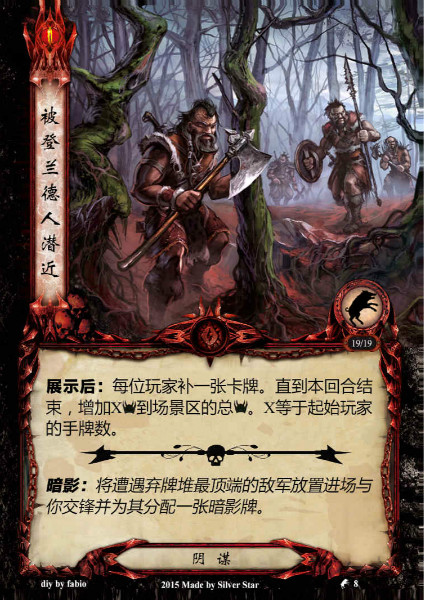 被登兰德人潜近
19/19
展示后：每位玩家补一张卡牌。直到本回合结
束，增加X到场景区的总。X等于起始玩家
的手牌数。
暗影：将遭遇弃牌堆最顶端的敌军放置进场与
你交锋并为其分配一张暗影牌。
阴谋
diy by fabio
2015 Made by Silver Star
8